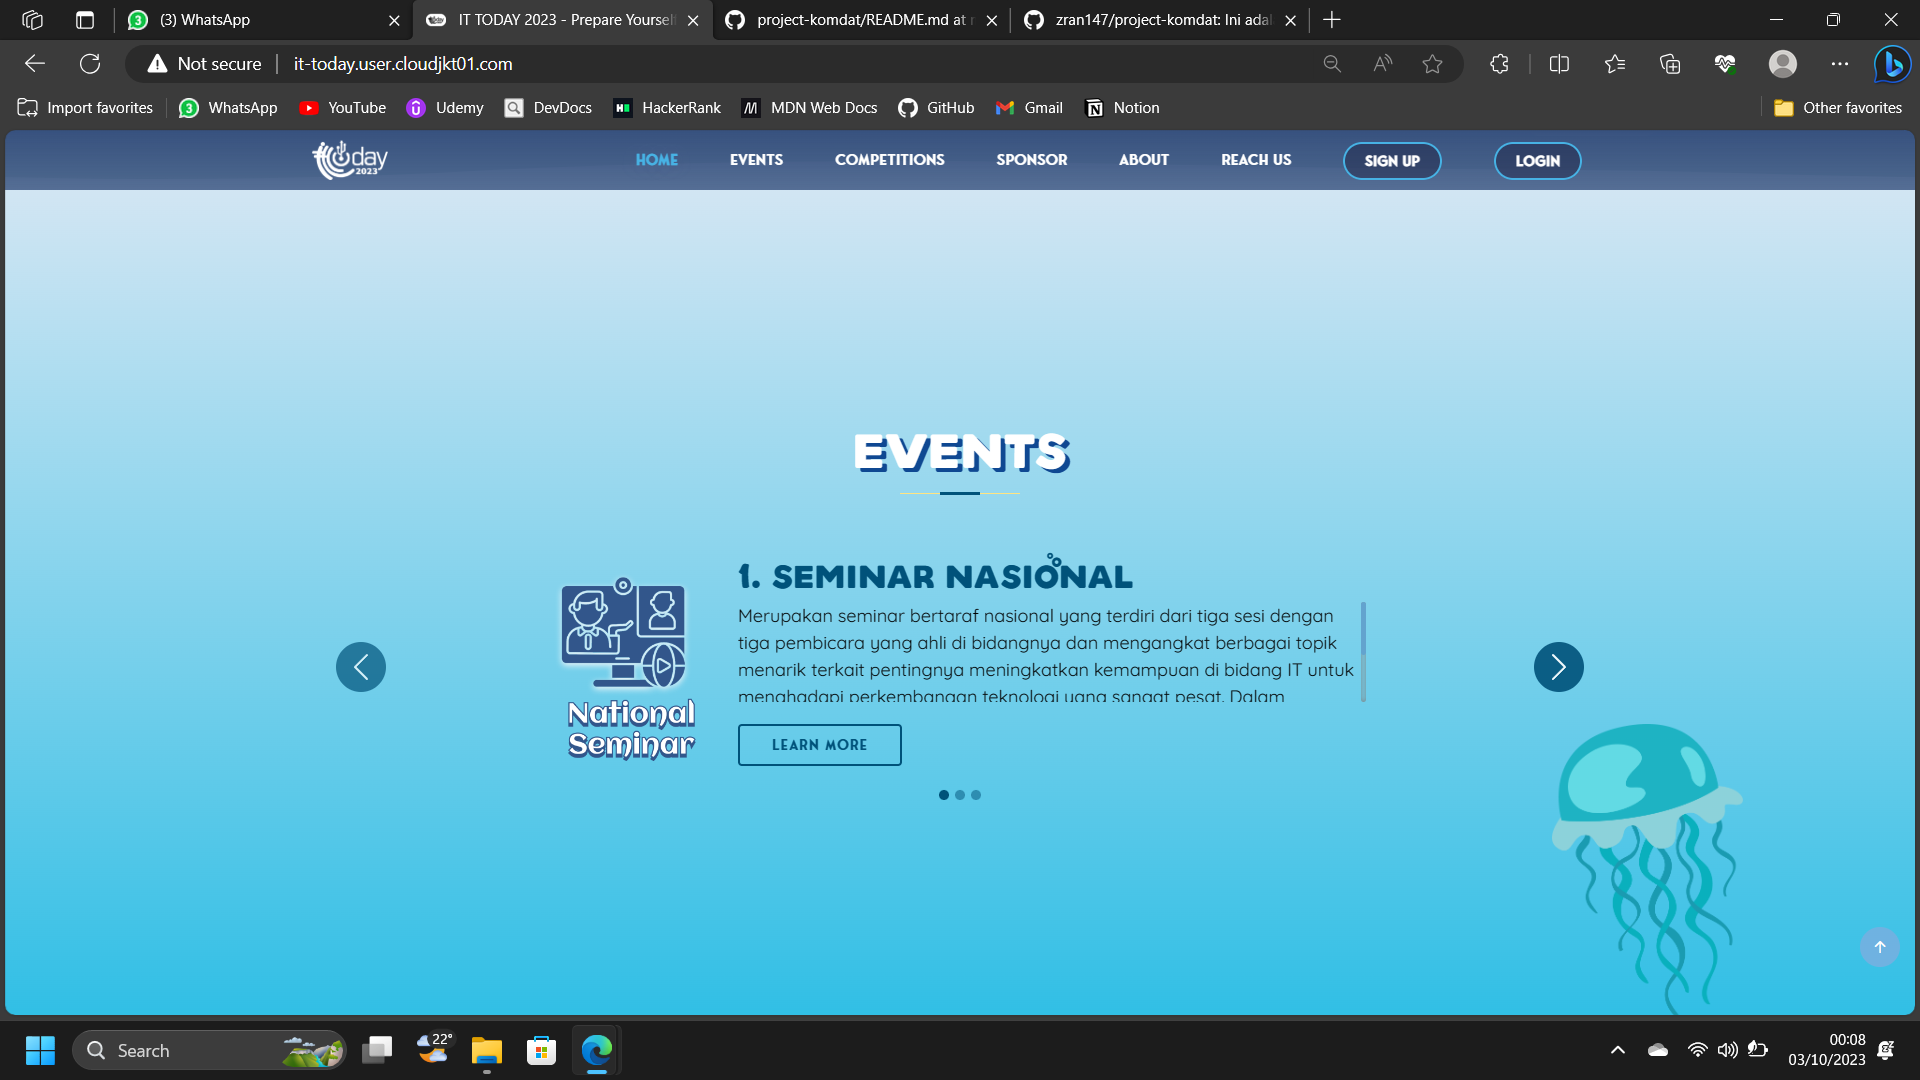 (3) WhatsApp
IT TODAY 2023 - Prepare Yourself
project-komdat/README.md at
zran147/project-komdat: Ini adal
Not secure
it-today.user.cloudjkt01.com
Import favorites
3 WhatsApp
YouTube
Udemy
DevDocs
HackerRank
MDN Web Docs
GitHub
Gmail
Notion
Other favorites
today
2023
HOME
EVENTS
COMPETITIONS
SPONSOR
ABOUT
REACH US
SIGN UP
LOGIN
EVENTS
1. SEMINAR NASIONAL
Merupakan seminar bertaraf nasional yang terdiri dari tiga sesi dengan
tiga pembicara yang ahli di bidangnya dan mengangkat berbagai topik
menarik terkait pentingnya meningkatkan kemampuan di bidang IT untuk
menghadapi perkembangan teknologi yang sangat pesat. Dalam
National
Seminar
LEARN MORE
Search
22°
00:08
03/10/2023